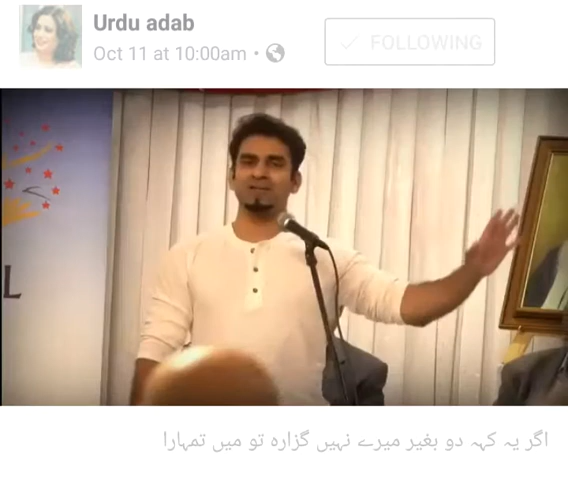 Urdu adab
Oct 11 at 10:00am
FOLLOWING
L
اگر یہ کہہ دو بغیر میرے نہیں گزارہ تو میں تمہارا